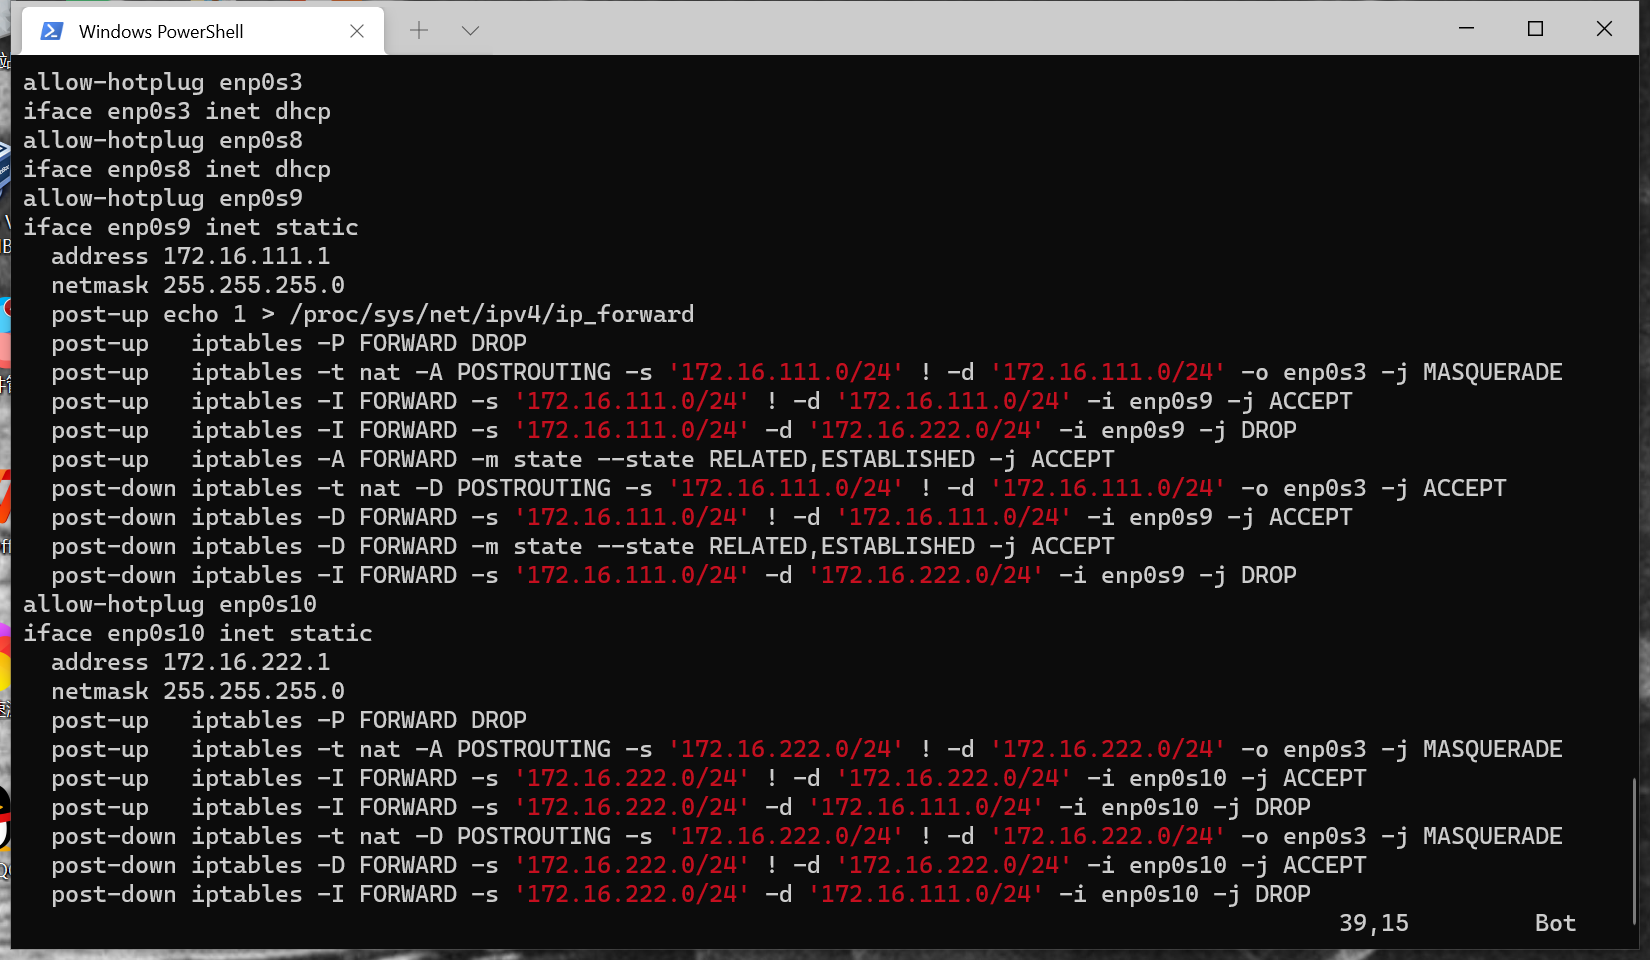 Windows PowerShell
allow-hotplug enp0s3
iface enp0s3 inet dhcp
allow-hotplug enp0s8
iface enp0s8 inet dhcp
allow-hotplug enp0s9
iface enp0s9 inet static
  address 172.16.111.1
  netmask 255.255.255.0
  post-up echo 1 > /proc/sys/net/ipv4/ip_forward
  post-up   iptables -P FORWARD DROP
  post-up   iptables -t nat -A POSTROUTING -s '172.16.111.0/24' ! -d '172.16.111.0/24' -o enp0s3 -j MASQUERADE
  post-up   iptables -I FORWARD -s '172.16.111.0/24' ! -d '172.16.111.0/24' -i enp0s9 -j ACCEPT
  post-up   iptables -I FORWARD -s '172.16.111.0/24' -d '172.16.222.0/24' -i enp0s9 -j DROP
  post-up   iptables -A FORWARD -m state --state RELATED,ESTABLISHED -j ACCEPT
  post-down iptables -t nat -D POSTROUTING -s '172.16.111.0/24' ! -d '172.16.111.0/24' -o enp0s3 -j ACCEPT
  post-down iptables -D FORWARD -s '172.16.111.0/24' ! -d '172.16.111.0/24' -i enp0s9 -j ACCEPT
  post-down iptables -D FORWARD -m state --state RELATED,ESTABLISHED -j ACCEPT
  post-down iptables -I FORWARD -s '172.16.111.0/24' -d '172.16.222.0/24' -i enp0s9 -j DROP
allow-hotplug enp0s10
iface enp0s10 inet static
  address 172.16.222.1
  netmask 255.255.255.0
  post-up   iptables -P FORWARD DROP
  post-up   iptables -t nat -A POSTROUTING -s '172.16.222.0/24' ! -d '172.16.222.0/24' -o enp0s3 -j MASQUERADE
  post-up   iptables -I FORWARD -s '172.16.222.0/24' ! -d '172.16.222.0/24' -i enp0s10 -j ACCEPT
  post-up   iptables -I FORWARD -s '172.16.222.0/24' -d '172.16.111.0/24' -i enp0s10 -j DROP
  post-down iptables -t nat -D POSTROUTING -s '172.16.222.0/24' ! -d '172.16.222.0/24' -o enp0s3 -j MASQUERADE
  post-down iptables -D FORWARD -s '172.16.222.0/24' ! -d '172.16.222.0/24' -i enp0s10 -j ACCEPT
  post-down iptables -I FORWARD -s '172.16.222.0/24' -d '172.16.111.0/24' -i enp0s10 -j DROP
39,15 Bot